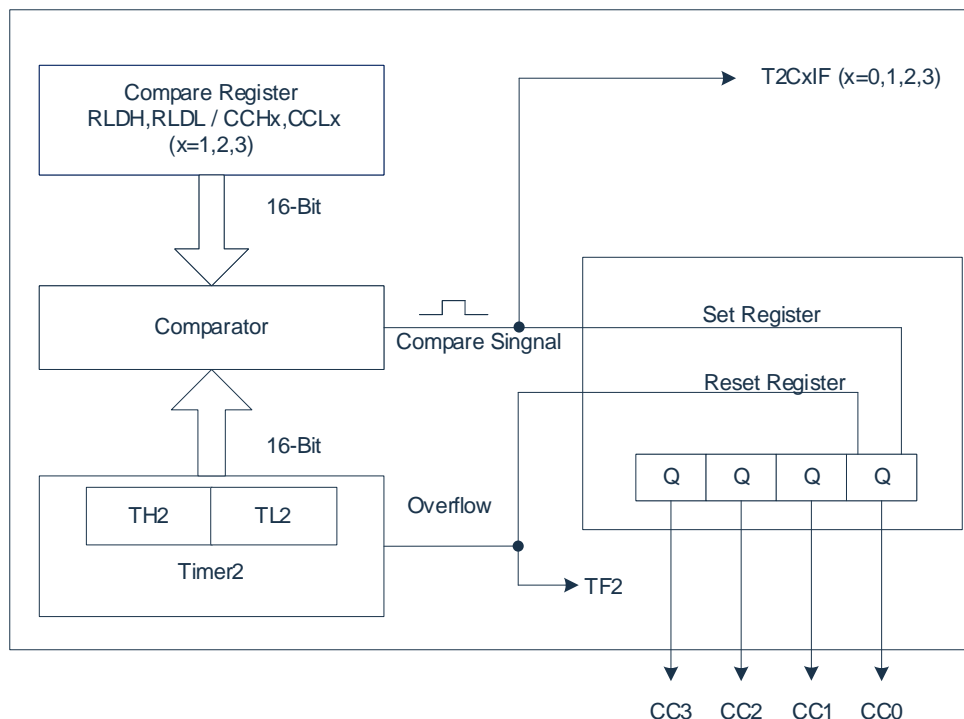 Compare Register
RLDH,RLDL / CCHx,CCLx
(x=1,2,3)
T2CxIF (x=0,1,2,3)
16-Bit
Comparator
Compare Singnal
Set Register
Reset Register
16-Bit
TH2
TL2
Timer2
Overflow
TF2
Q
Q
Q
Q
CC3
CC2
CC1
CC0